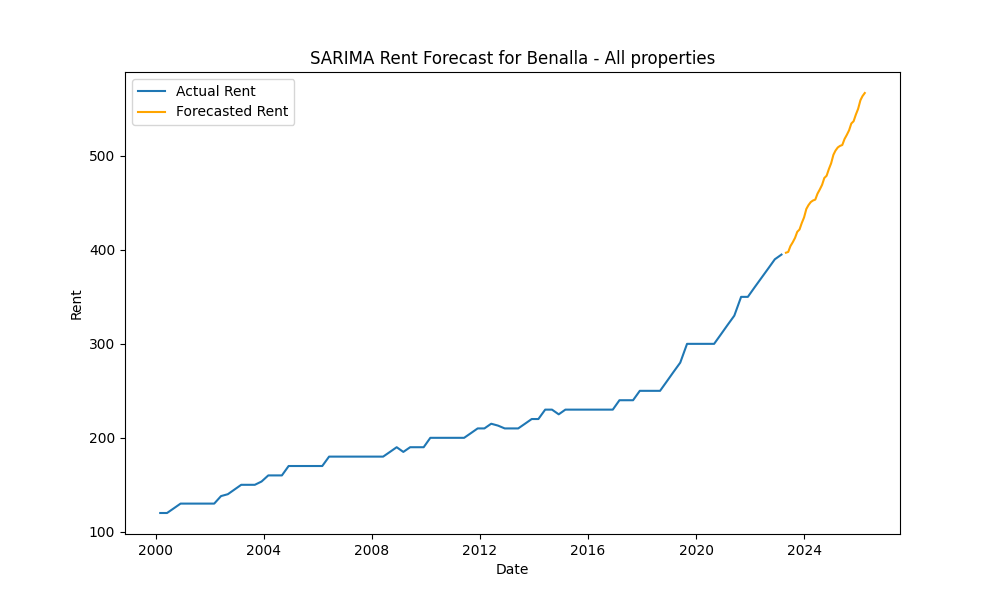 SARIMA Rent Forecast for Benalla - All properties
Actual Rent
Forecasted Rent
500
400
300
200
100
Rent
2000 2004 2008 2012 2016 2020 2024
Date